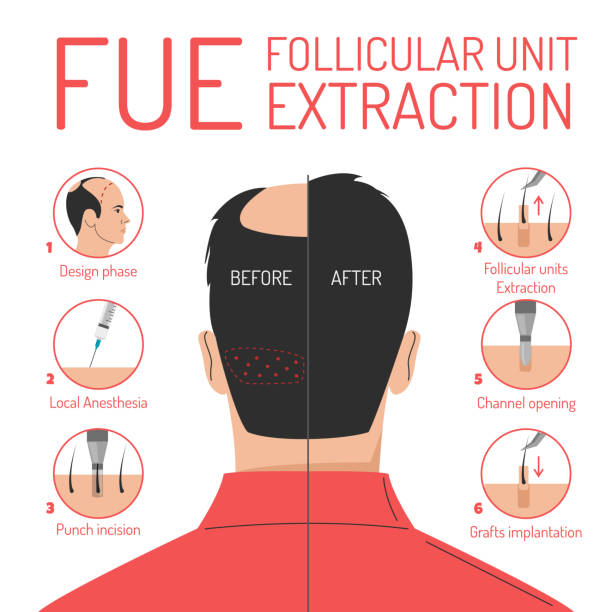 FUE
FOLLICULAR UNIT
EXTRACTION
BEFORE
AFTER
1
Design phase
2
Local Anesthesia
3
Punch incision
4
Follicular units
Extraction
5
Channel opening
6
Grafts implantation